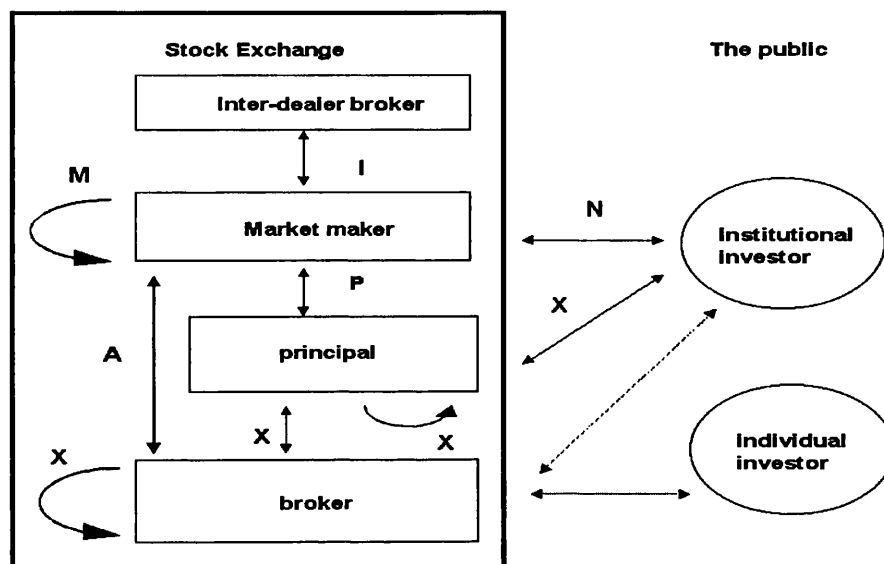 Stock Exchange
The public
Inter-dealer broker
I
M
Market maker
N
Institutional
investor
P
X
A
principal
X
X
X
broker
Individual
investor